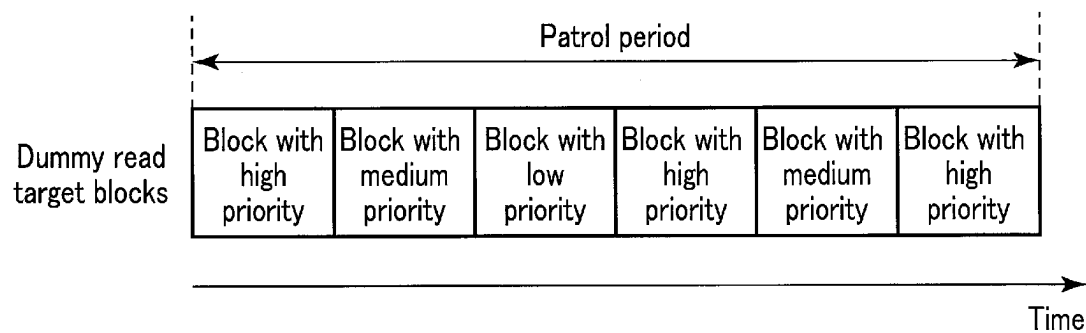 Patrol period
Dummy read
target blocks
Block with
high
priority
Block with
medium
priority
Block with
low
priority
Block with
high
priority
Block with
medium
priority
Block with
high
priority
Time